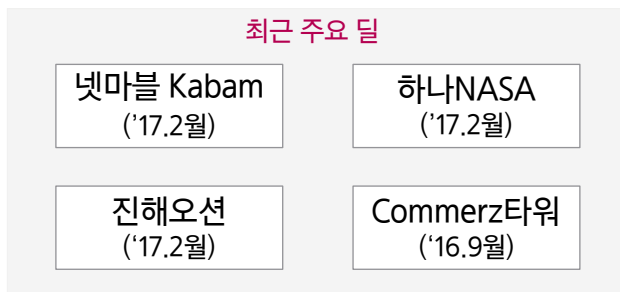 최근 주요 딜
넷마블 Kabam
(’17.2월)
하나NASA
(’17.2월)
진해오션
(‘17.2월)
Commerz타워
(‘16.9월)